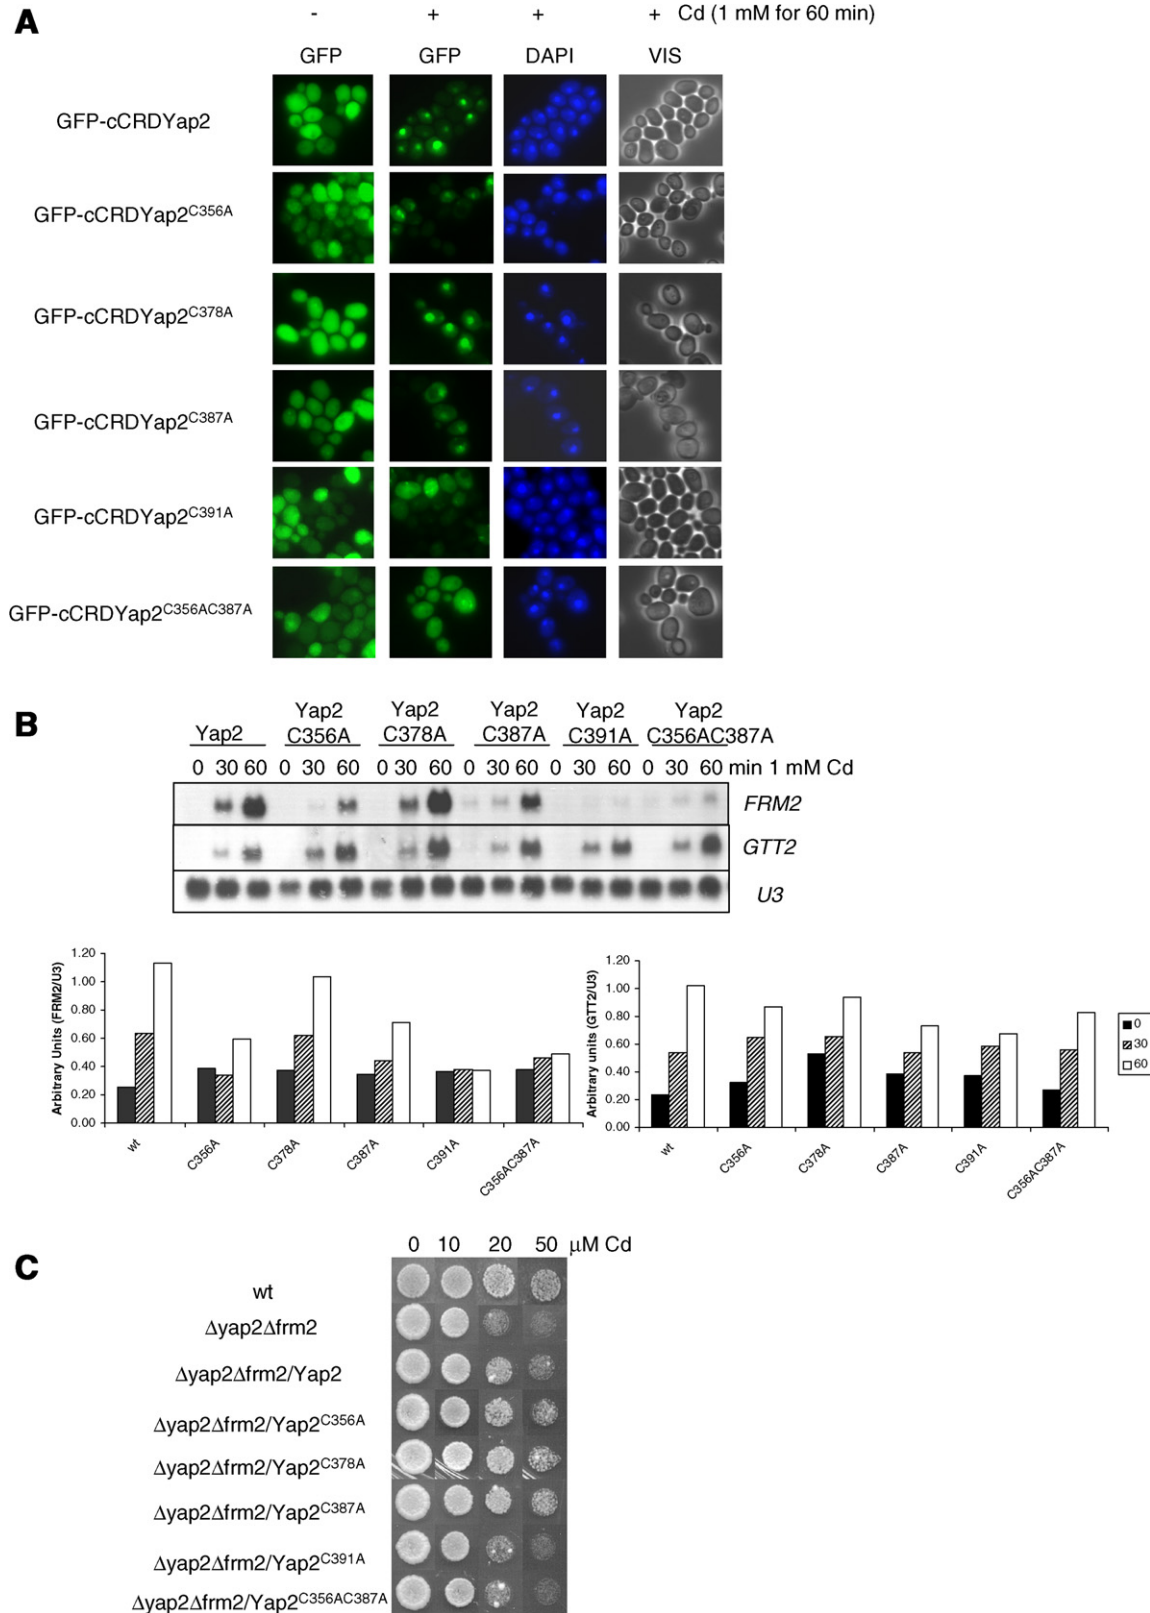 A
- + + + Cd (1 mM for 60 min)
GFP GFP DAPI VIS
GFP-cCRDYap2
GFP-cCRDYap2C356A
GFP-cCRDYap2C378A
GFP-cCRDYap2C387A
GFP-cCRDYap2C391A
GFP-cCRDYap2C356AC387A
B
Yap2 Yap2 Yap2 Yap2 Yap2
Yap2 C356A C378A C387A C391A C356AC387A
0 30 60 0 30 60 0 30 60 0 30 60 0 30 60 0 30 60 min 1 mM Cd
FRM2
GTT2
U3
Arbitrary Units (FRM2/U3)
1.20
1.00
0.80
0.60
0.40
0.20
0.00
wt C356A C378A C387A C391A C356AC387A
Arbitrary units (GTT2/U3)
1.20
1.00
0.80
0.60
0.40
0.20
0.00
wt C356A C378A C387A C391A C356AC387A
0
30
60
C
0 10 20 50 μM Cd
wt
Δyap2Δfrm2
Δyap2Δfrm2/Yap2
Δyap2Δfrm2/Yap2C356A
Δyap2Δfrm2/Yap2C378A
Δyap2Δfrm2/Yap2C387A
Δyap2Δfrm2/Yap2C391A
Δyap2Δfrm2/Yap2C356AC387A